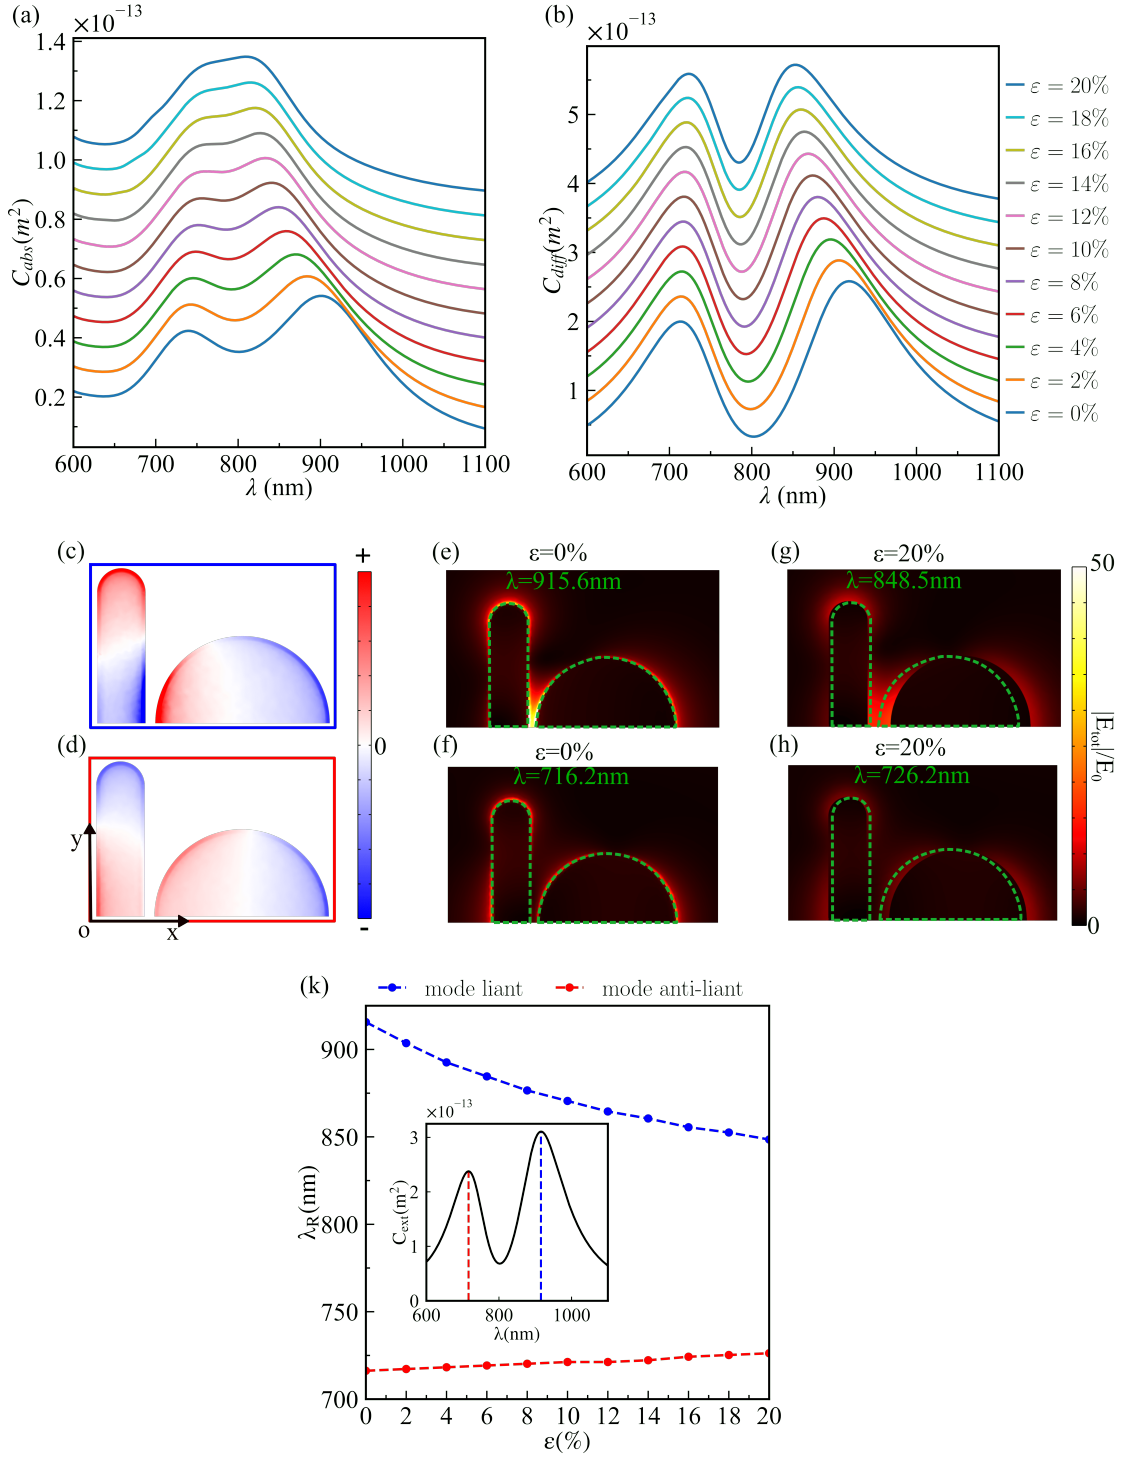 (a)
×10⁻¹³
1.4
1.2
1.0
0.8
0.6
0.4
0.2
C_abs(m²)
600 700 800 900 1000 1100
λ (nm)
(b)
×10⁻¹³
5
4
3
2
1
C_diff(m²)
600 700 800 900 1000 1100
λ (nm)
ε = 20%
ε = 18%
ε = 16%
ε = 14%
ε = 12%
ε = 10%
ε = 8%
ε = 6%
ε = 4%
ε = 2%
ε = 0%
(c)
(d)
y
o
x
+
0
-
(e)
ε=0%
λ=915.6nm
(f)
ε=0%
λ=716.2nm
(g)
ε=20%
λ=848.5nm
(h)
ε=20%
λ=726.2nm
50
0
|E_tot|/E₀
(k)
mode liant
mode anti-liant
900
850
800
750
700
λ_R(nm)
0 2 4 6 8 10 12 14 16 18 20
ε(%)
×10⁻¹³
3
2
1
0
C_ext(m²)
600 800 1000
λ(nm)